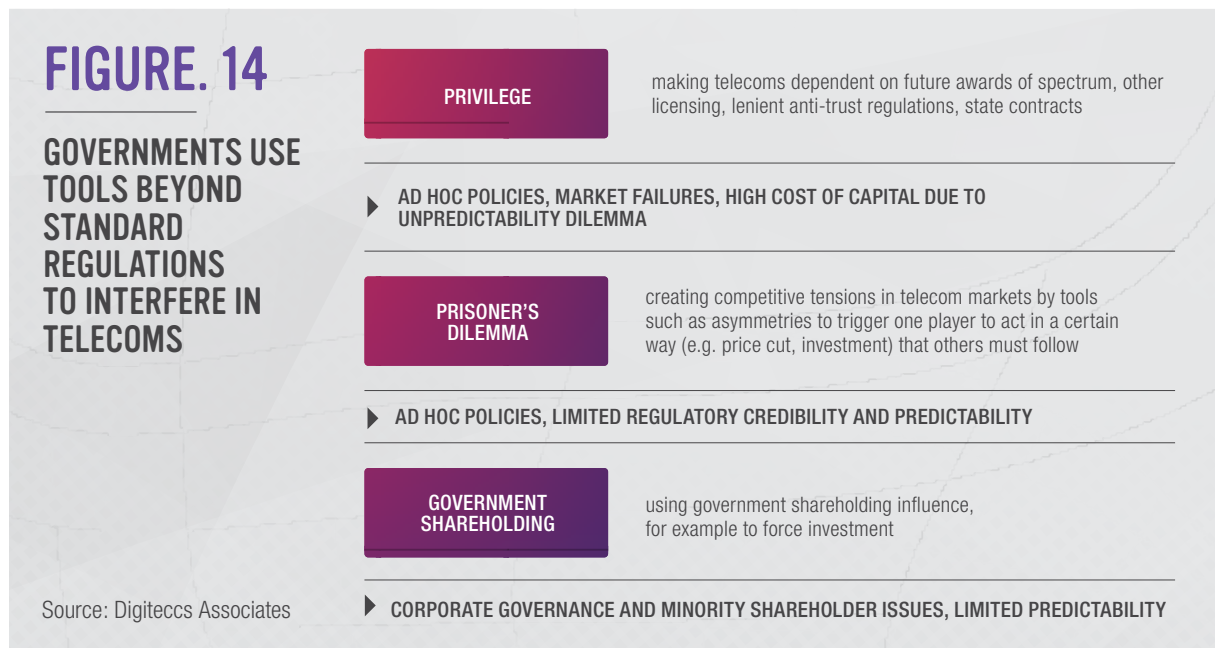 FIGURE. 14
GOVERNMENTS USE
TOOLS BEYOND
STANDARD
REGULATIONS
TO INTERFERE IN
TELECOMS
PRIVILEGE
making telecoms dependent on future awards of spectrum, other
licensing, lenient anti-trust regulations, state contracts
AD HOC POLICIES, MARKET FAILURES, HIGH COST OF CAPITAL DUE TO
UNPREDICTABILITY DILEMMA
PRISONER'S
DILEMMA
creating competitive tensions in telecom markets by tools
such as asymmetries to trigger one player to act in a certain
way (e.g. price cut, investment) that others must follow
AD HOC POLICIES, LIMITED REGULATORY CREDIBILITY AND PREDICTABILITY
GOVERNMENT
SHAREHOLDING
using government shareholding influence,
for example to force investment
CORPORATE GOVERNANCE AND MINORITY SHAREHOLDER ISSUES, LIMITED PREDICTABILITY
Source: Digiteccs Associates